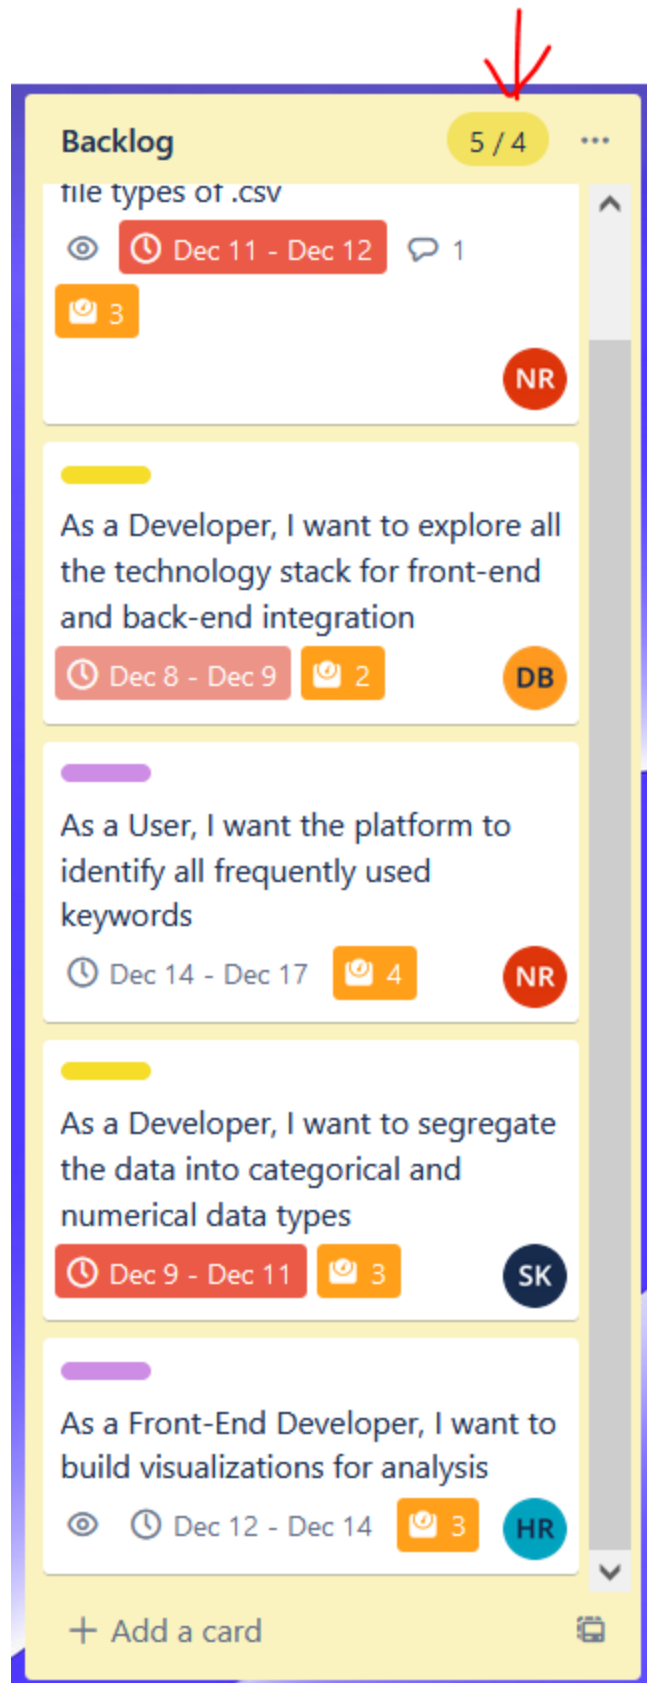 Backlog
5 / 4
file types of .csv
Dec 11 - Dec 12
1
3
NR
As a Developer, I want to explore all
the technology stack for front-end
and back-end integration
Dec 8 - Dec 9
2
DB
As a User, I want the platform to
identify all frequently used
keywords
Dec 14 - Dec 17
4
NR
As a Developer, I want to segregate
the data into categorical and
numerical data types
Dec 9 - Dec 11
3
SK
As a Front-End Developer, I want to
build visualizations for analysis
Dec 12 - Dec 14
3
HR
+ Add a card